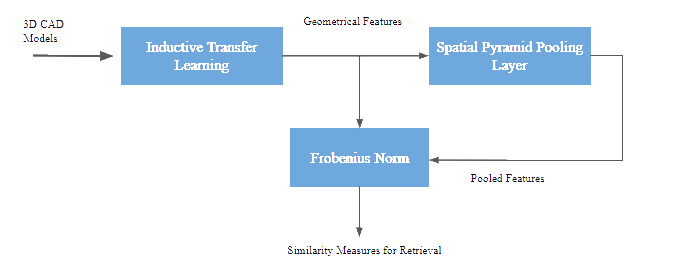 3D CAD
Models
Geometrical Features
Inductive Transfer
Learning
Spatial Pyramid Pooling
Layer
Frobenius Norm
Pooled Features
Similarity Measures for Retrieval